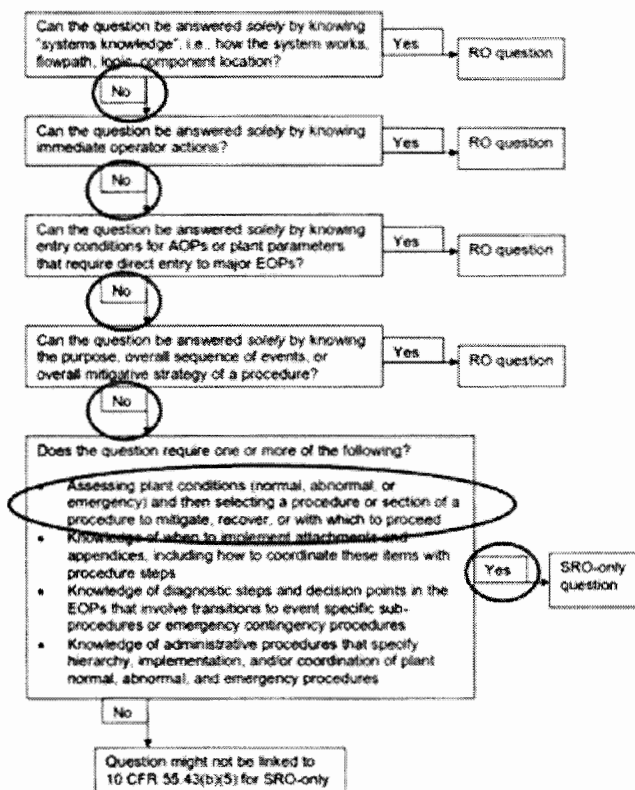 Can the question be answered solely by knowing
"systems knowledge", i.e., how the system works,
flowpath, logic, component location?
Yes
RO question
No
Can the question be answered solely by knowing
immediate operator actions?
Yes
RO question
No
Can the question be answered solely by knowing
entry conditions for AOPs or plant parameters
that require direct entry to major EOPs?
Yes
RO question
No
Can the question be answered solely by knowing
the purpose, overall sequence of events, or
overall mitigative strategy of a procedure?
Yes
RO question
No
Does the question require one or more of the following?
• Assessing plant conditions (normal, abnormal, or
emergency) and then selecting a procedure or section of a
procedure to mitigate, recover, or with which to proceed
• Knowledge of when to implement attachments and
appendices, including how to coordinate these items with
procedure steps
• Knowledge of diagnostic steps and decision points in the
EOPs that involve transitions to event specific sub-
procedures or emergency contingency procedures
• Knowledge of administrative procedures that specify
hierarchy, implementation, and/or coordination of plant
normal, abnormal, and emergency procedures
Yes
SRO-only
question
No
Question might not be linked to
10 CFR 55.43(b)(5) for SRO-only